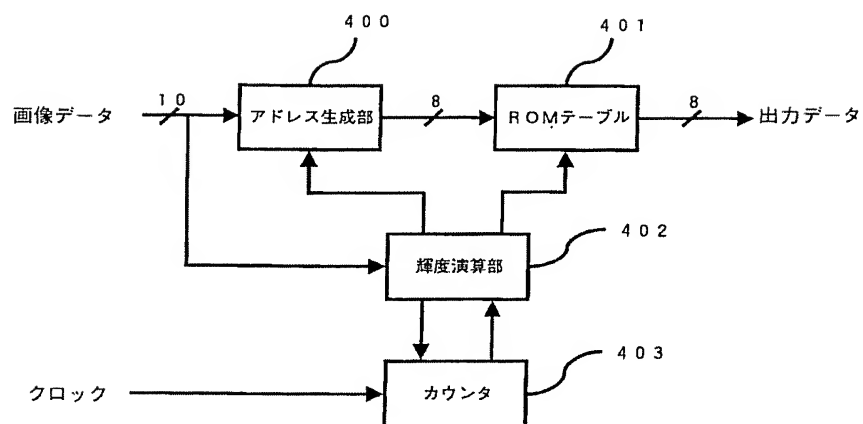 ４００
４０１
画像データ
１０
アドレス生成部
８
ＲＯＭテーブル
８
出力データ
輝度演算部
４０２
クロック
カウンタ
４０３